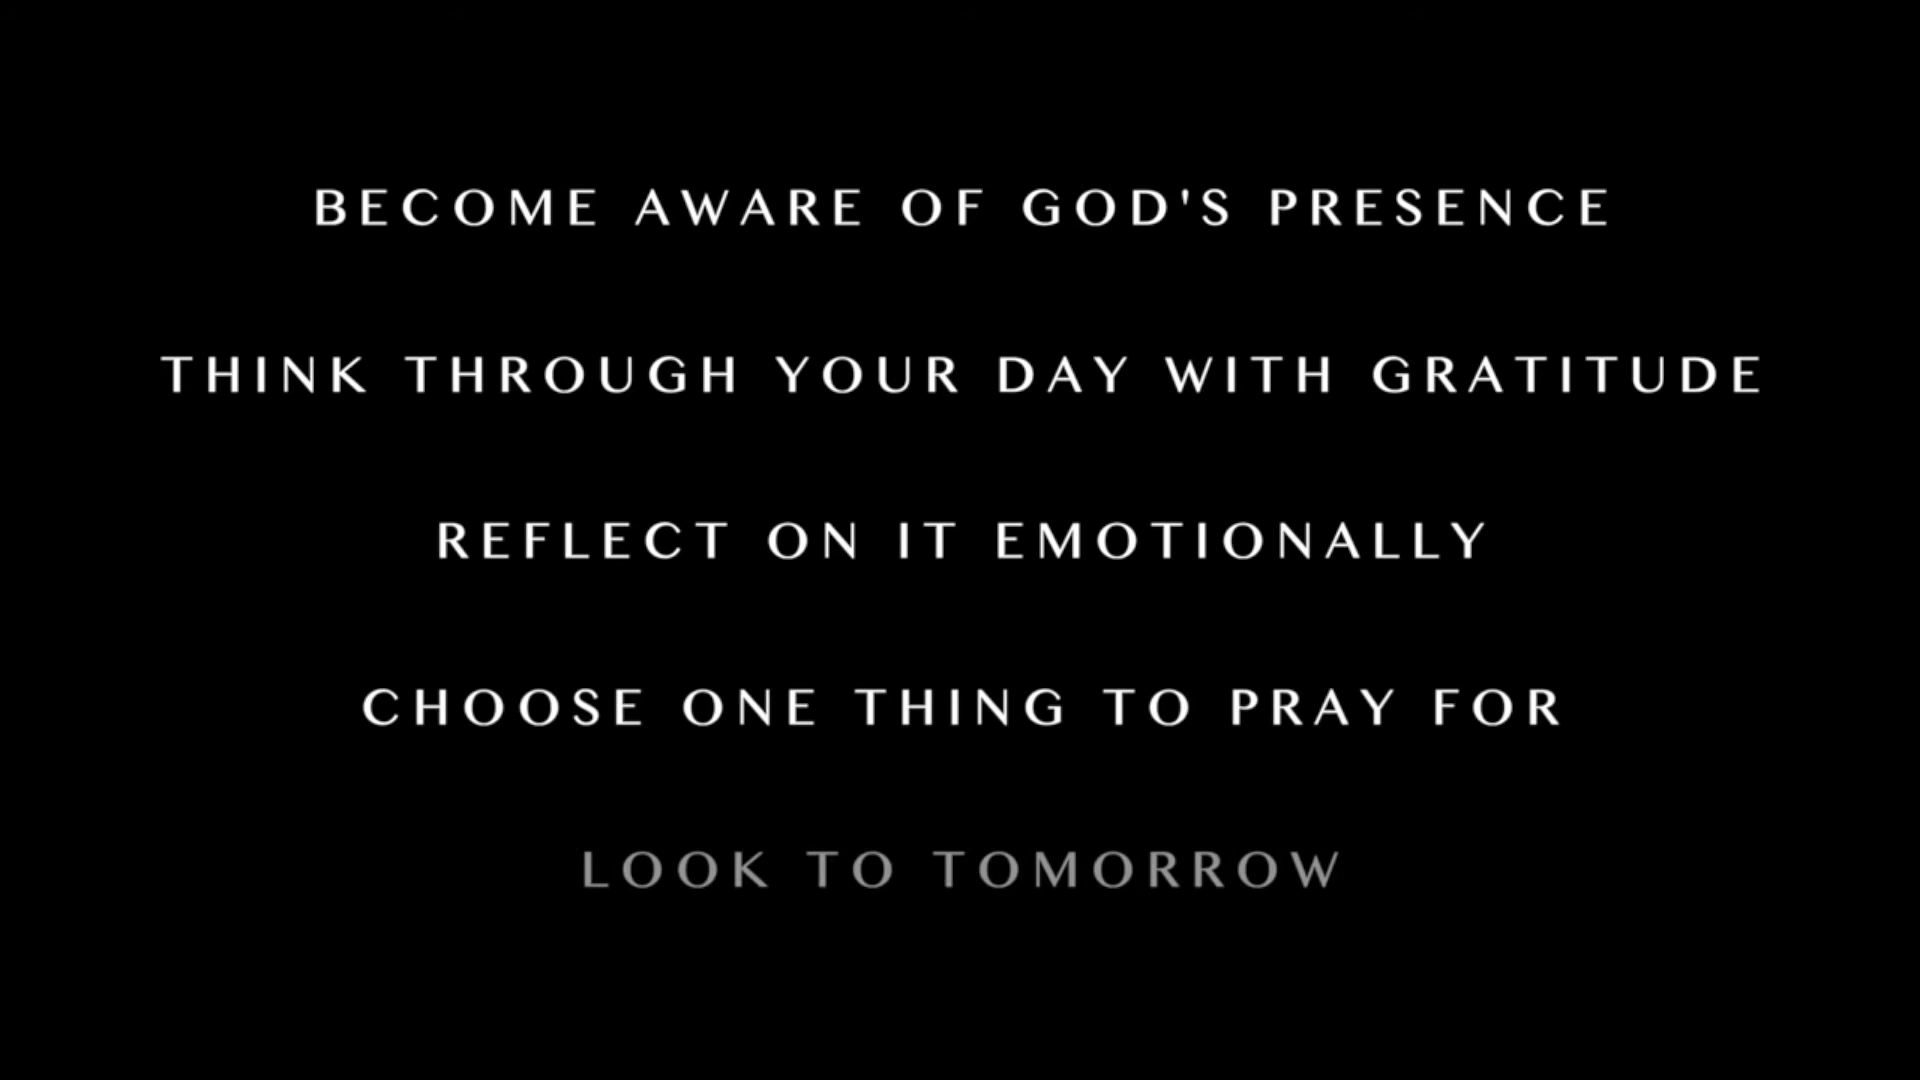 BECOME AWARE OF GOD'S PRESENCE
THINK THROUGH YOUR DAY WITH GRATITUDE
REFLECT ON IT EMOTIONALLY
CHOOSE ONE THING TO PRAY FOR
LOOK TO TOMORROW